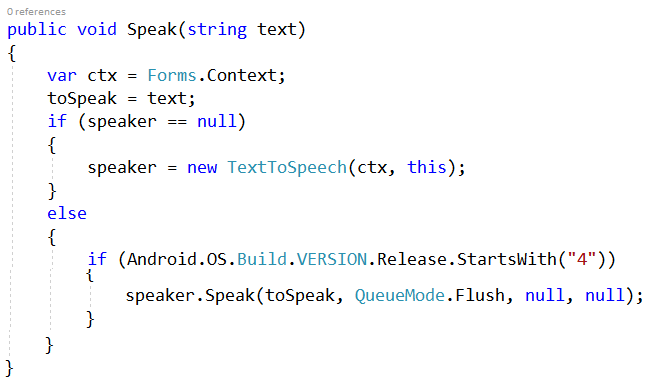 0 references
public void Speak(string text)
{
    var ctx = Forms.Context;
    toSpeak = text;
    if (speaker == null)
    {
        speaker = new TextToSpeech(ctx, this);
    }
    else
    {
        if (Android.OS.Build.VERSION.Release.StartsWith("4"))
        {
            speaker.Speak(toSpeak, QueueMode.Flush, null, null);
        }
    }
}